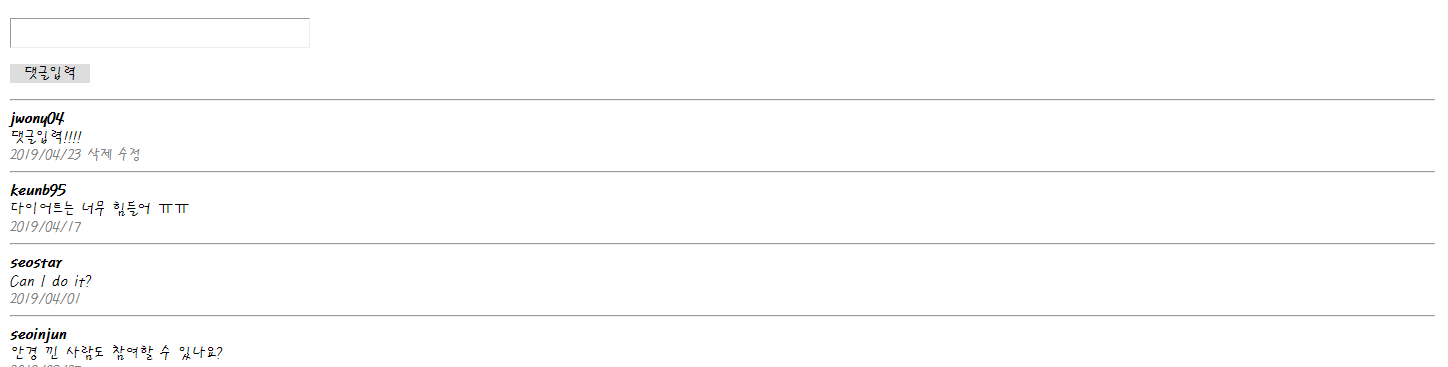 댓글입력
jwony04
댓글입력!!!!
2019/04/23 삭제 수정
keunb95
다이어트는 너무 힘들어 ㅠㅠ
2019/04/17
seostar
Can I do it?
2019/04/01
seoinjun
안경 낀 사람도 참여할 수 있나요?